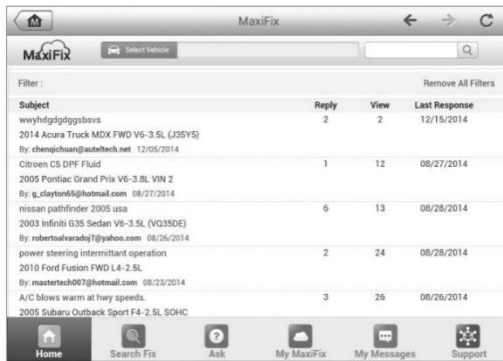 MaxiFix
MaxiFix
Select Vehicle
Filter :
Remove All Filters
Subject Reply View Last Response
wwyhdgdgdggsbsvs 2 2 12/15/2014
2014 Acura Truck MDX FWD V6-3.5L (J35Y5)
By: chenqichuan@auteltech.net 12/05/2014
Citroen C5 DPF Fluid 1 12 08/27/2014
2005 Pontiac Grand Prix V6-3.8L VIN 2
By: g_clayton65@hotmail.com 08/27/2014
nissan pathfinder 2005 usa 6 13 08/28/2014
2003 Infiniti G35 Sedan V6-3.5L (VQ35DE)
By: robertoalvaradoj7@yahoo.com 08/26/2014
power steering intermittant operation 2 24 08/28/2014
2010 Ford Fusion FWD L4-2.5L
By: mastertech007@hotmail.com 08/23/2014
A/C blows warm at hwy speeds. 3 26 08/26/2014
2005 Subaru Outback Sport F4-2.5L SOHC
Home Search Fix Ask My MaxiFix My Messages Support